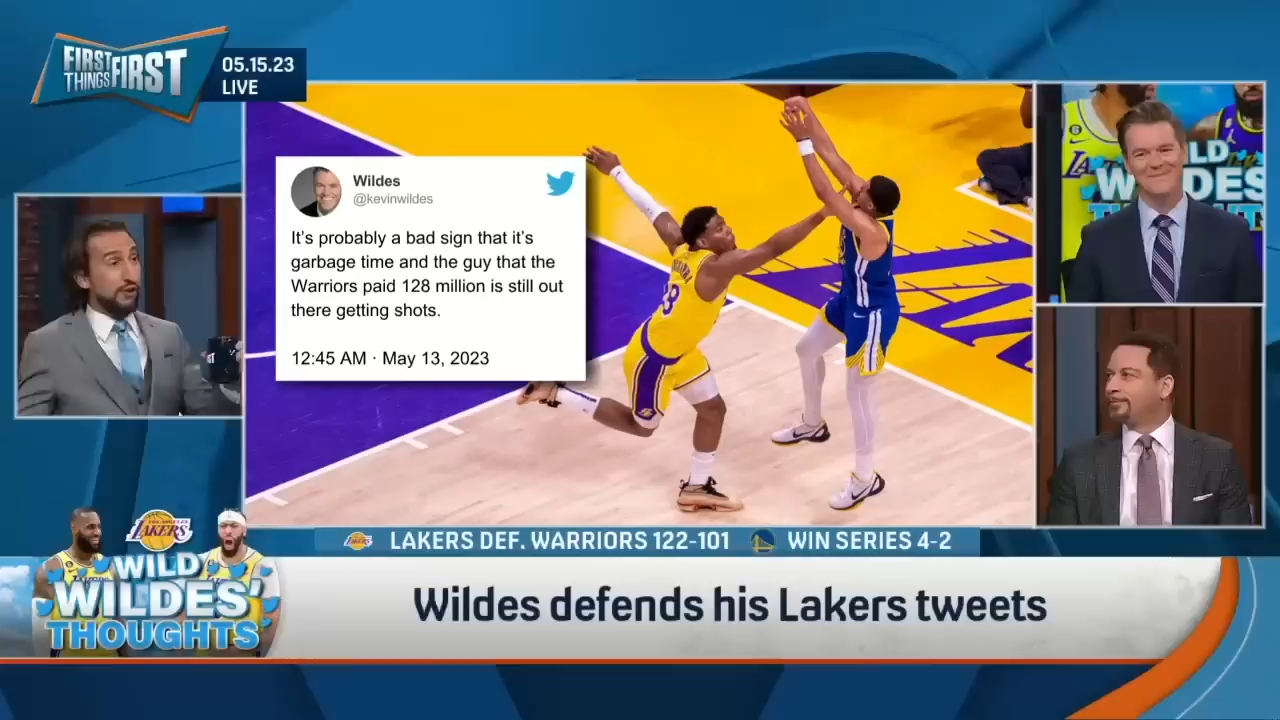 FIRST
THINGS FIRST
05.15.23
LIVE
Wildes
@kevinwildes
It's probably a bad sign that it's
garbage time and the guy that the
Warriors paid 128 million is still out
there getting shots.
12:45 AM · May 13, 2023
LAKERS DEF. WARRIORS 122-101 WIN SERIES 4-2
LAKERS
WILD
WILDES'
THOUGHTS
Wildes defends his Lakers tweets